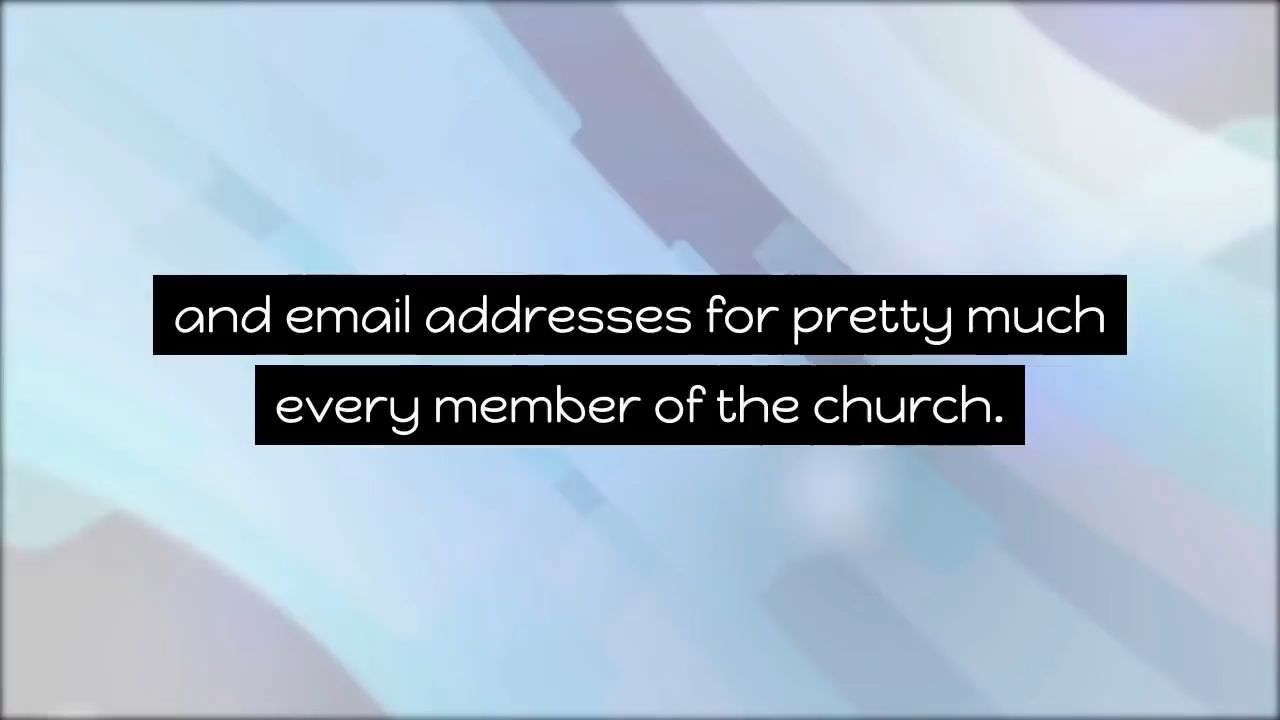 and email addresses for pretty much
every member of the church.